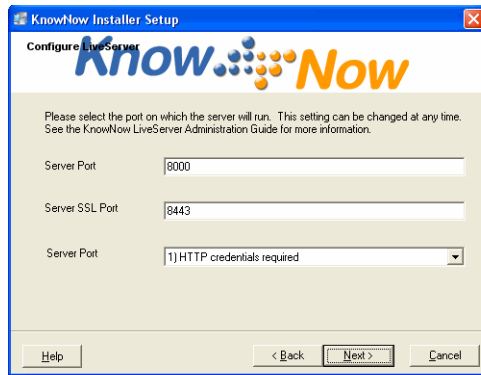 KnowNow Installer Setup
Configure LiveServer
Know Now
Please select the port on which the server will run. This setting can be changed at any time.
See the KnowNow LiveServer Administration Guide for more information.
Server Port 8000
Server SSL Port 8443
Server Port 1) HTTP credentials required
Help < Back Next > Cancel